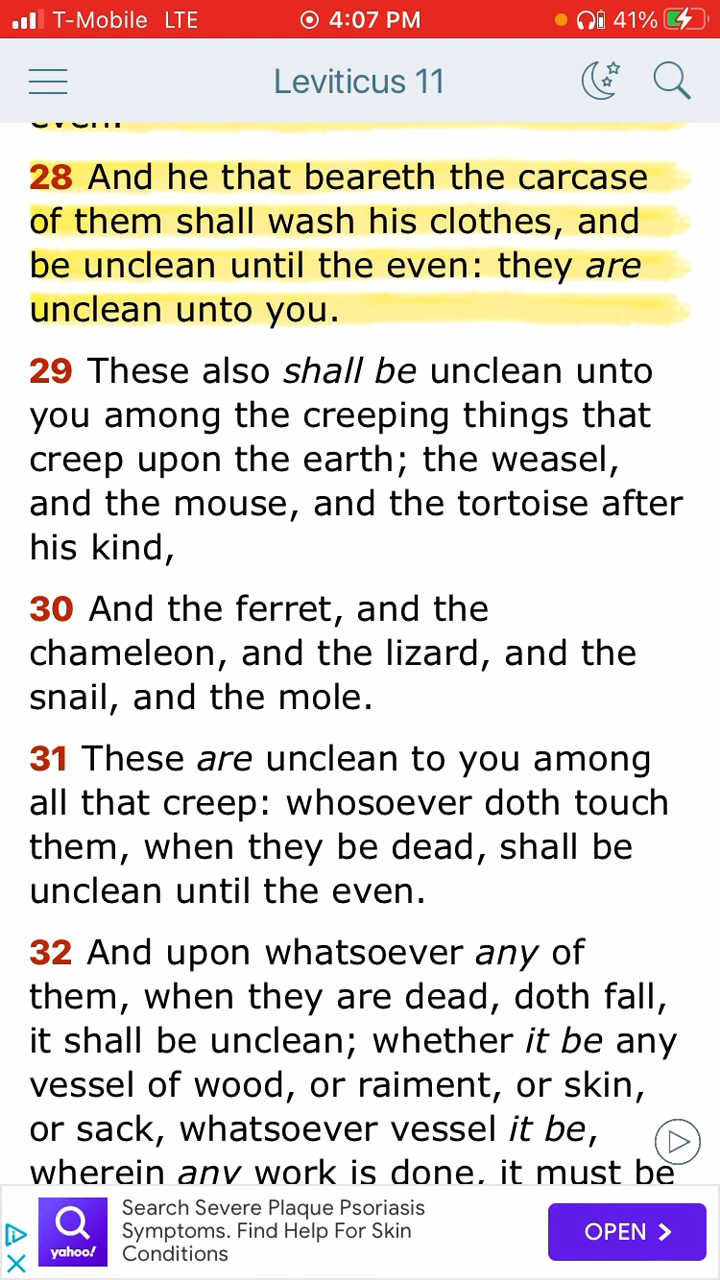 T-Mobile LTE 4:07 PM 41%
Leviticus 11
even.
28 And he that beareth the carcase
of them shall wash his clothes, and
be unclean until the even: they are
unclean unto you.
29 These also shall be unclean unto
you among the creeping things that
creep upon the earth; the weasel,
and the mouse, and the tortoise after
his kind,
30 And the ferret, and the
chameleon, and the lizard, and the
snail, and the mole.
31 These are unclean to you among
all that creep: whosoever doth touch
them, when they be dead, shall be
unclean until the even.
32 And upon whatsoever any of
them, when they are dead, doth fall,
it shall be unclean; whether it be any
vessel of wood, or raiment, or skin,
or sack, whatsoever vessel it be,
wherein any work is done, it must be
yahoo!
Search Severe Plaque Psoriasis
Symptoms. Find Help For Skin
Conditions
OPEN